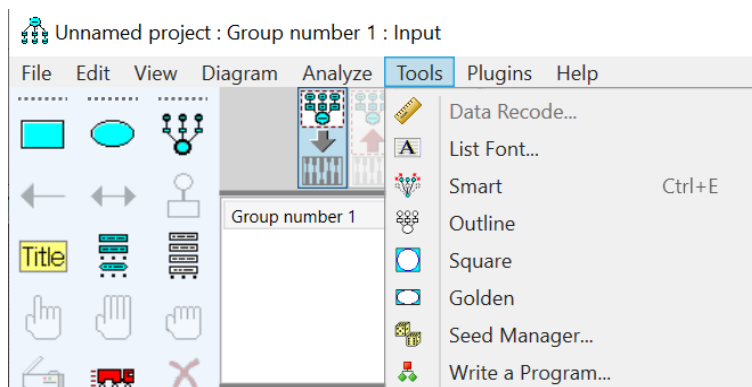 Unnamed project : Group number 1 : Input
File Edit View Diagram Analyze Tools Plugins Help
Data Recode...
A List Font...
Smart Ctrl+E
Group number 1
Outline
Title
Square
Golden
Seed Manager...
Write a Program...